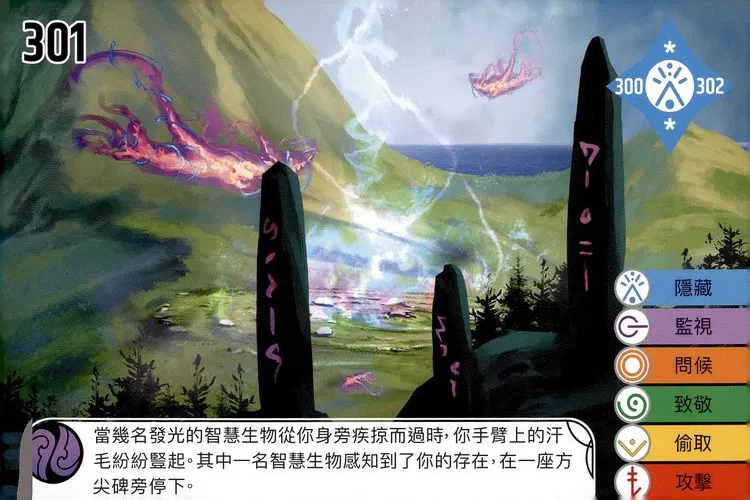 301
*
300 302
*
隱藏
監視
問候
致敬
偷取
攻擊
當幾名發光的智慧生物從你身旁疾掠而過時，你手臂上的汗
毛紛紛豎起。其中一名智慧生物感知到了你的存在，在一座方
尖碑旁停下。